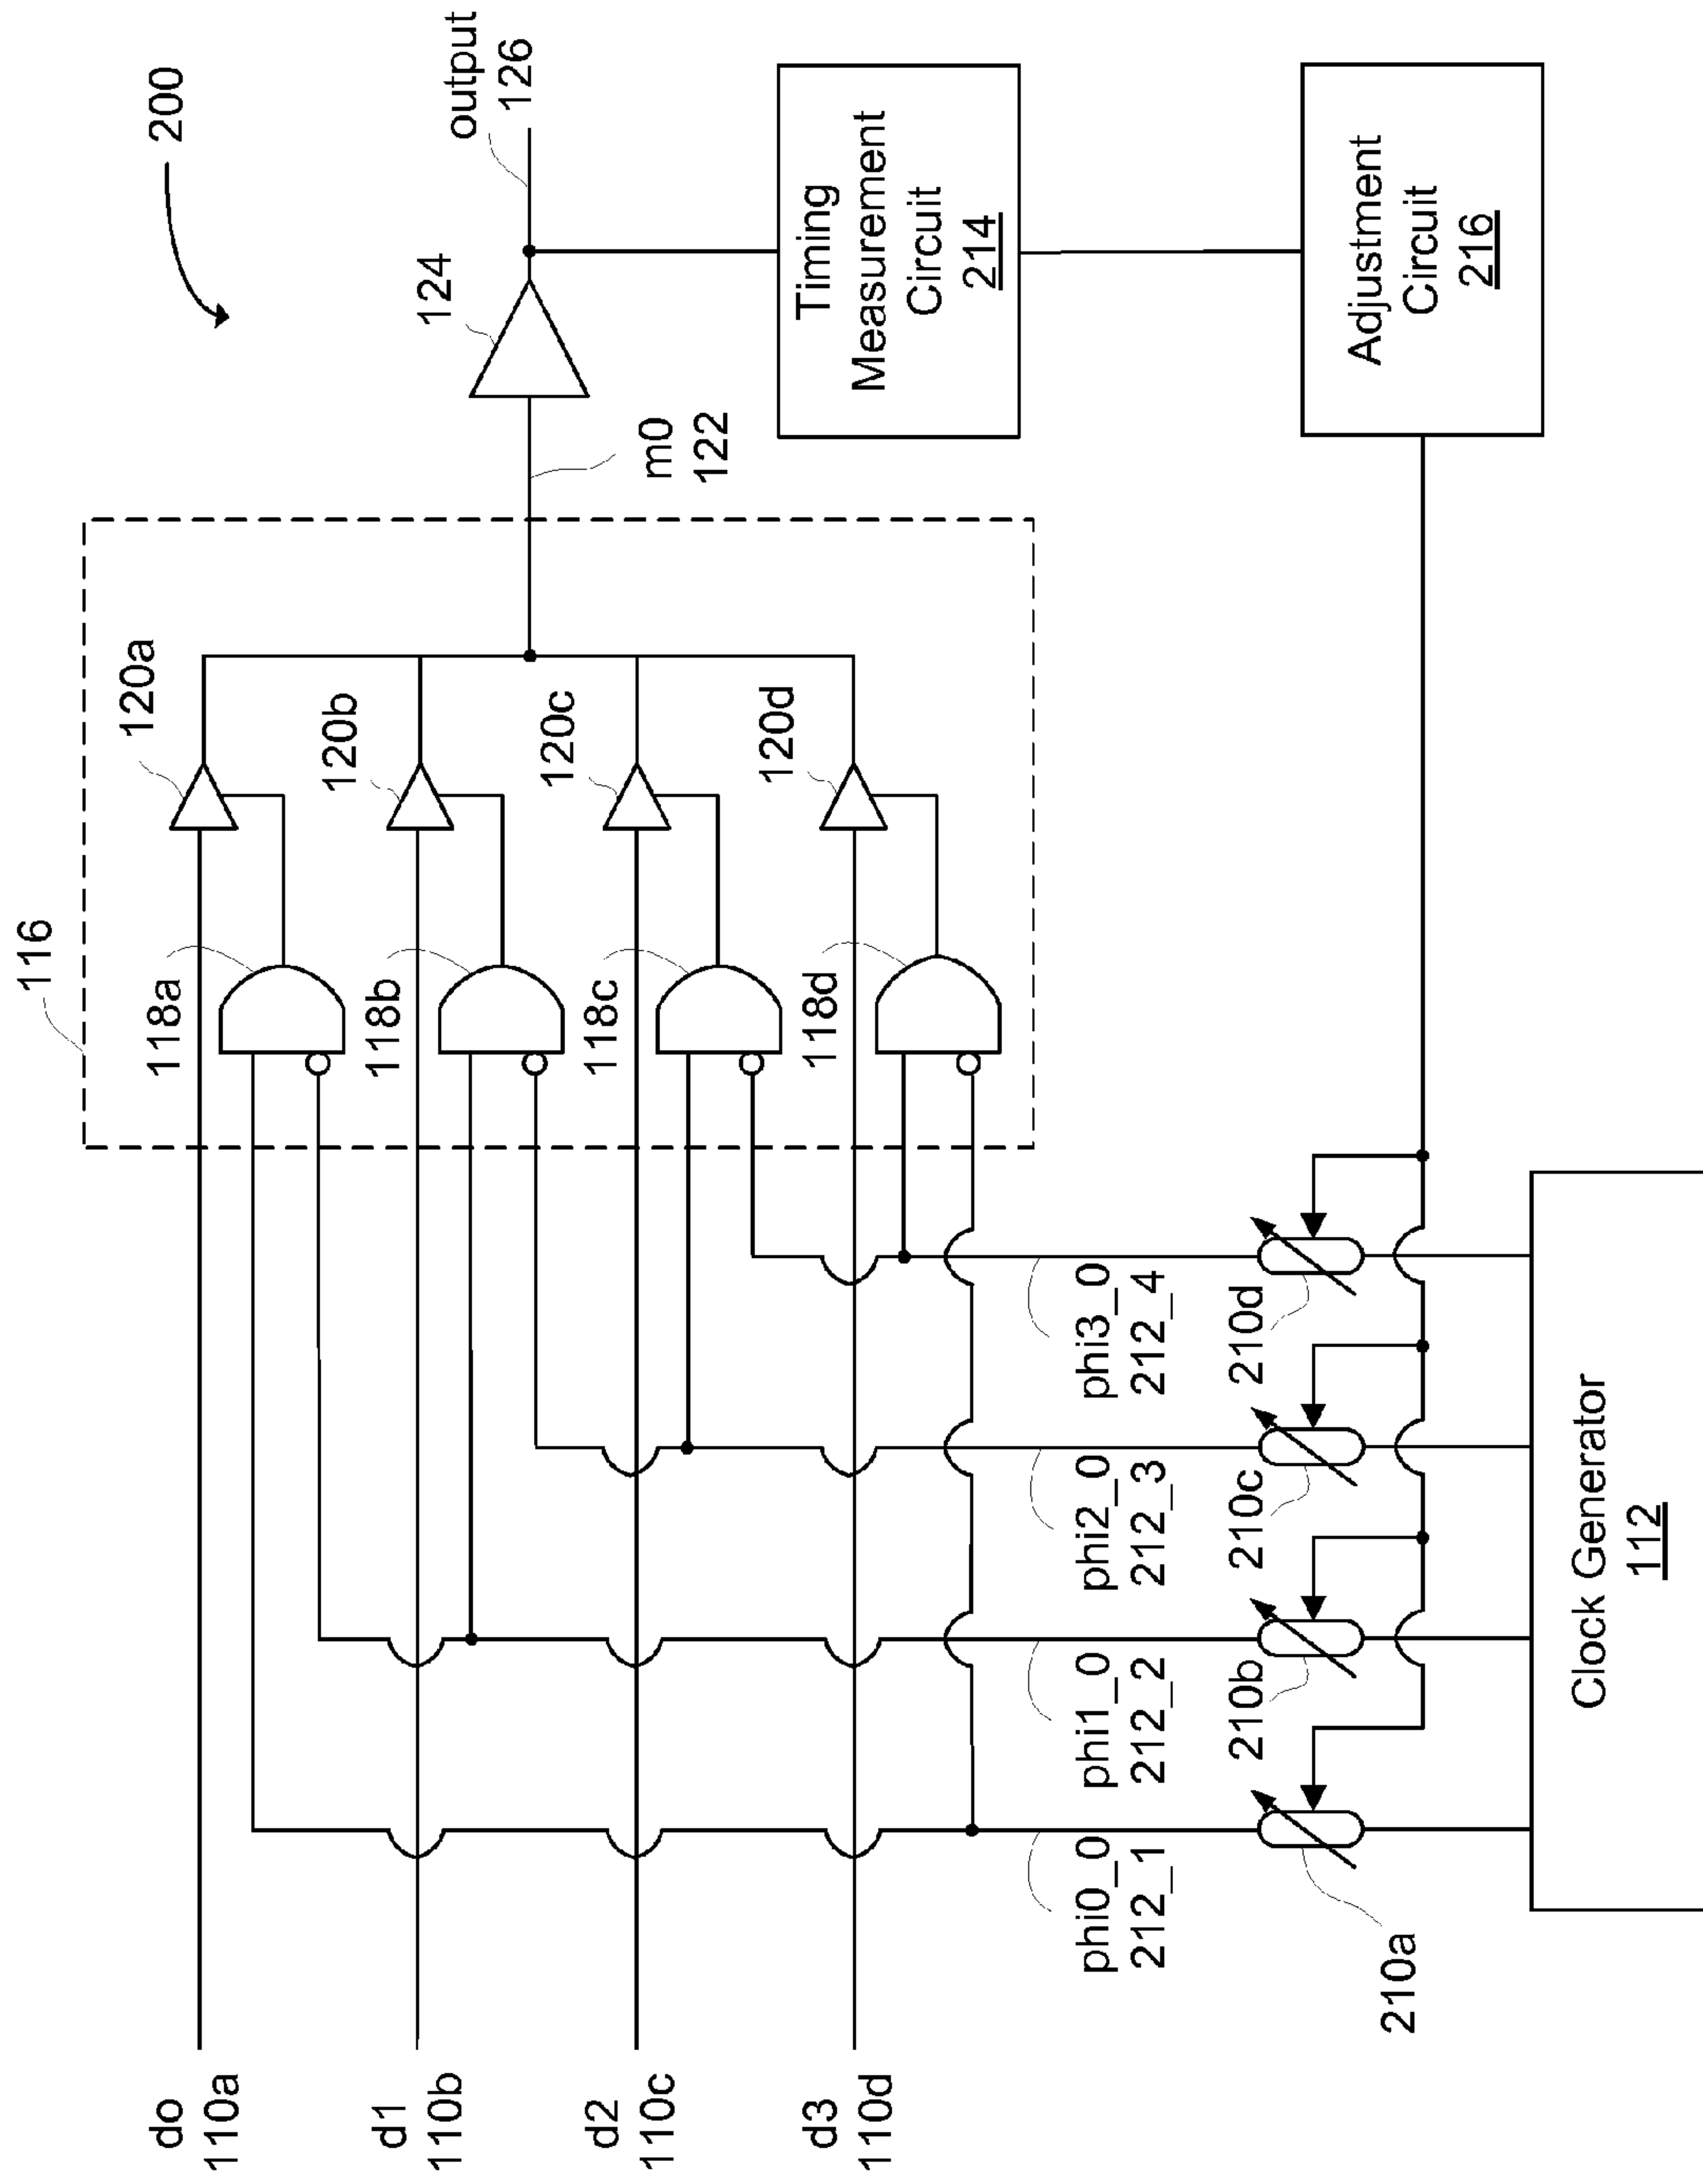 200
116
120a
118a
do
110a
120b
118b
d1
110b
120c
118c
d2
110c
120d
118d
d3
110d
124
output
126
m0
122
Timing
Measurement
Circuit
214
Adjustment
Circuit
216
phi0_0
212_1
phi1_0
212_2
phi2_0
212_3
phi3_0
212_4
210a
210b
210c
210d
Clock Generator
112